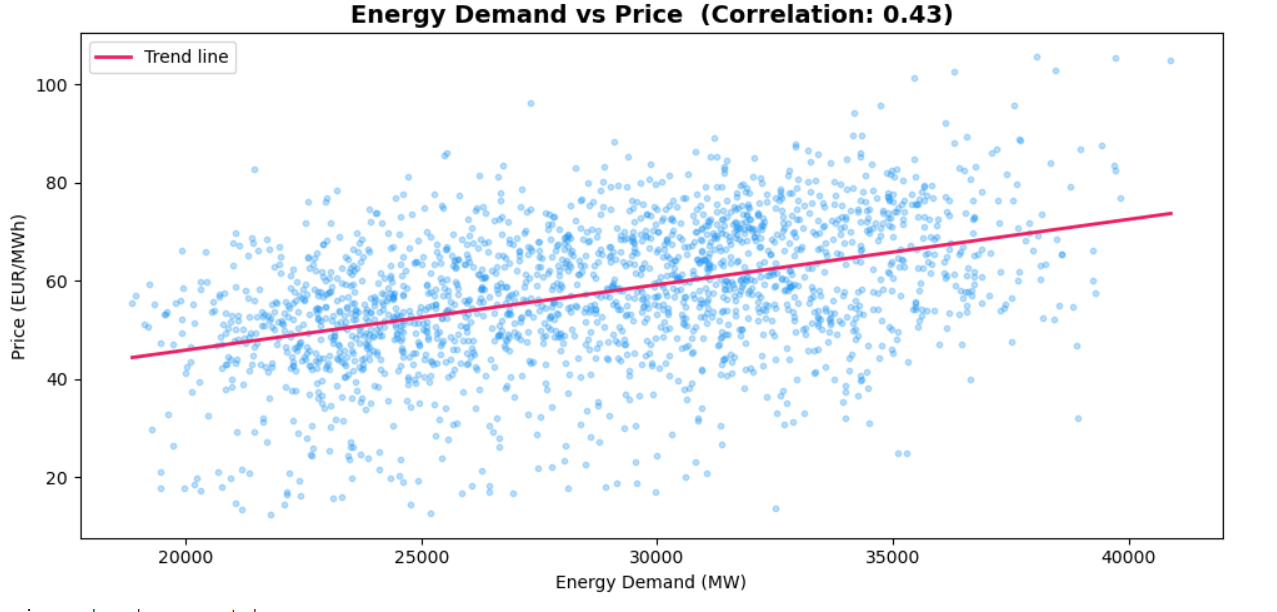 Energy Demand vs Price (Correlation: 0.43)
Trend line
100
80
60
40
20
Price (EUR/MWh)
20000
25000
30000
35000
40000
Energy Demand (MW)